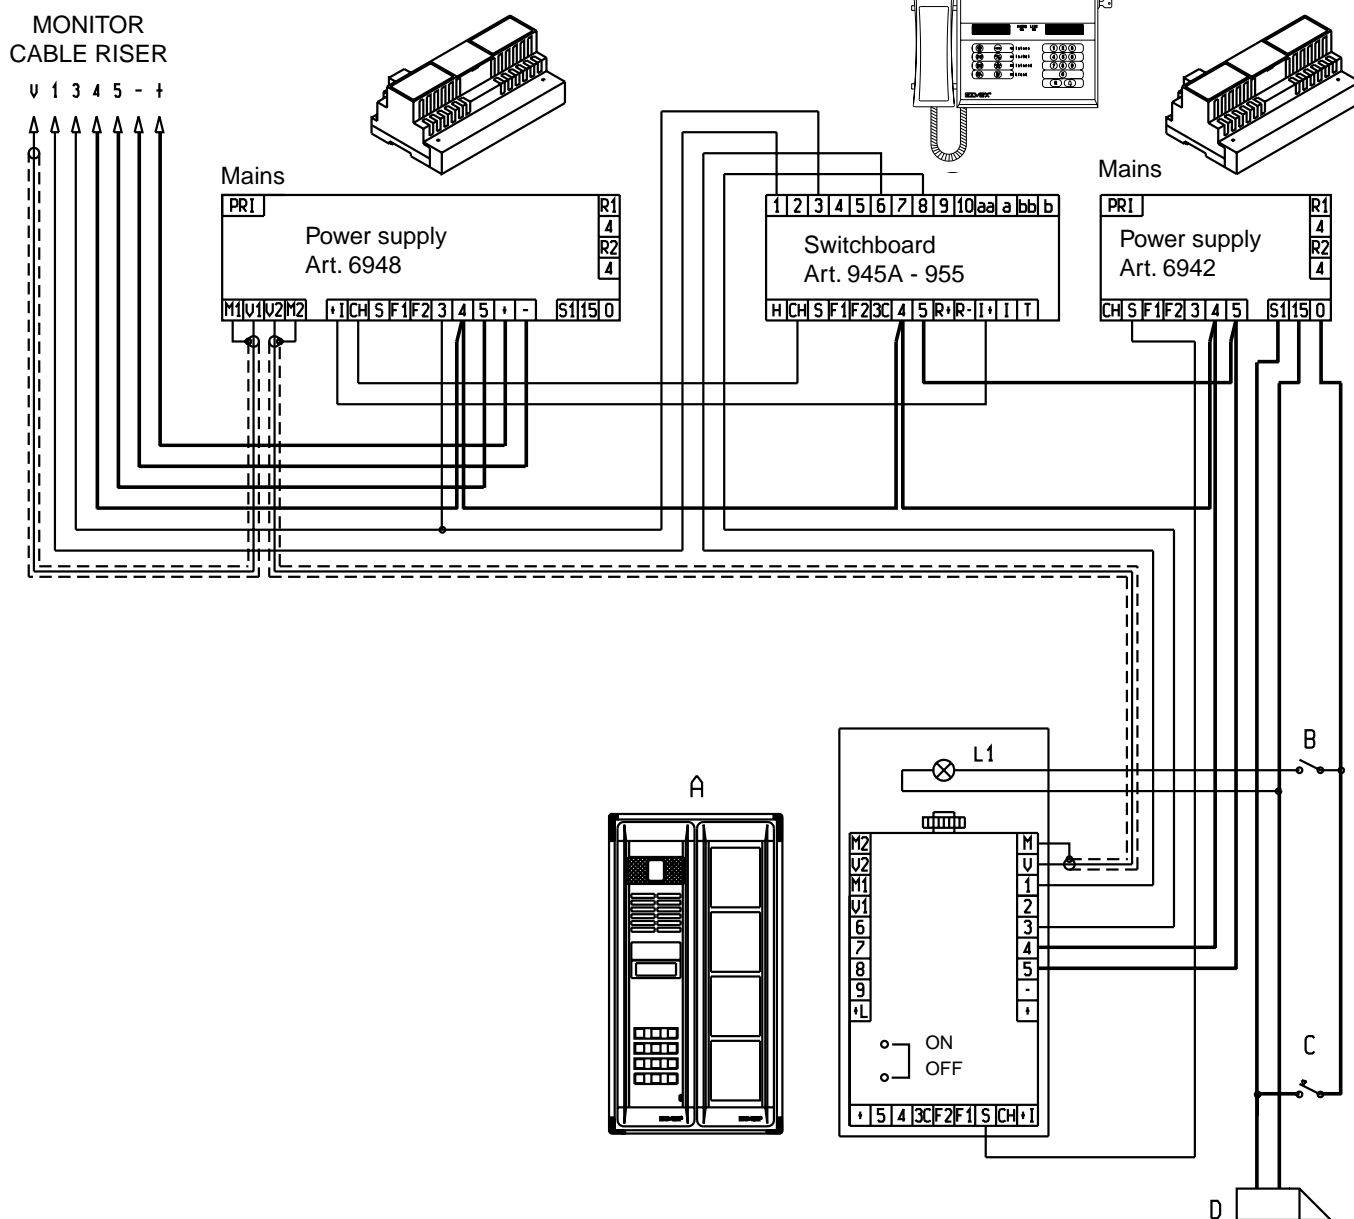 MONITOR
CABLE RISER
V 1 3 4 5 - +
Mains
PRI
R1
4
R2
4
Power supply
Art. 6948
M1 V1 V2 M2 +I CH S F1 F2 3 4 5 + - S1 15 0
1 2 3 4 5 6 7 8 9 10 aa a bb b
Switchboard
Art. 945A - 955
H CH S F1 F2 3C 4 5 R+ R- I+ I T
Mains
PRI
R1
4
R2
4
Power supply
Art. 6942
CH S F1 F2 3 4 5 S1 15 0
A
L1
B
M2
V2
M1
V1
6
7
8
9
+L
M
V
1
2
3
4
5
-
+
ON
OFF
+ 5 4 3C F2 F1 S CH +I
C
D